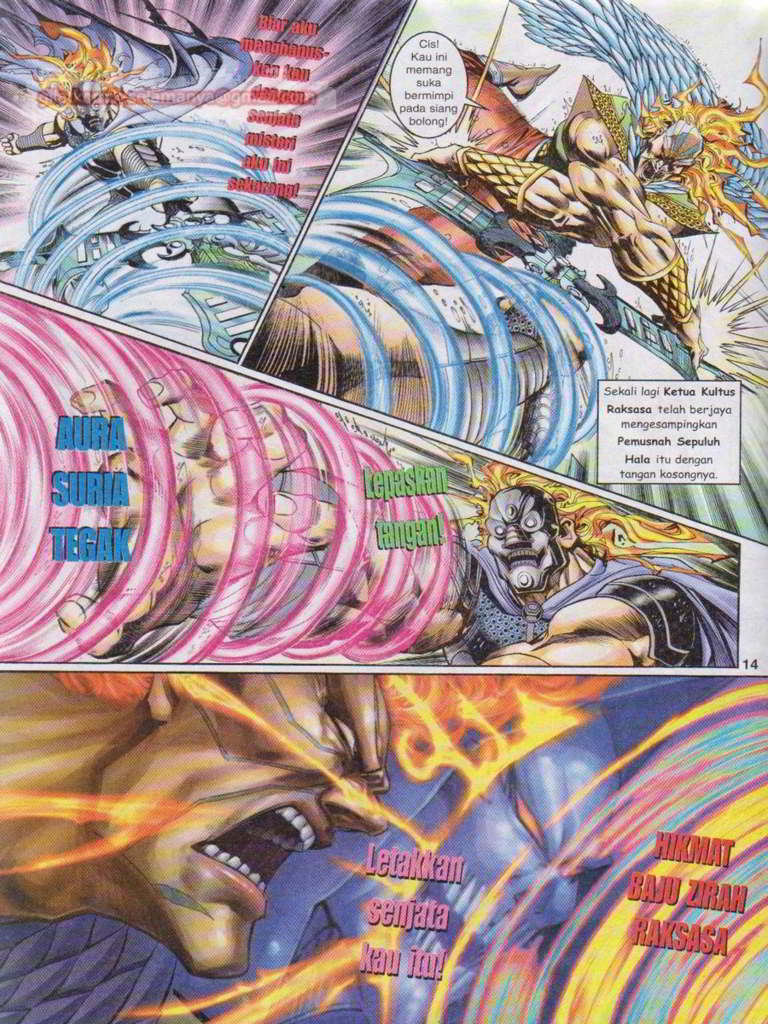 Biar aku
menghapus-
kan kau
dengan
senjata
misteri
aku ini
sekarang!
Cis!
Kau ini
memang
suka
bermimpi
pada siang
bolong!
Sekali lagi Ketua Kultus
Raksasa telah berjaya
mengesampingkan
Pemusnah Sepuluh
Hala itu dengan
tangan kosongnya.
AURA
SURIA
TEGAK
Lepaskan
tangan!
14
Letakkan
senjata
kau itu!
HIKMAT
BAJU ZIRAH
RAKSASA